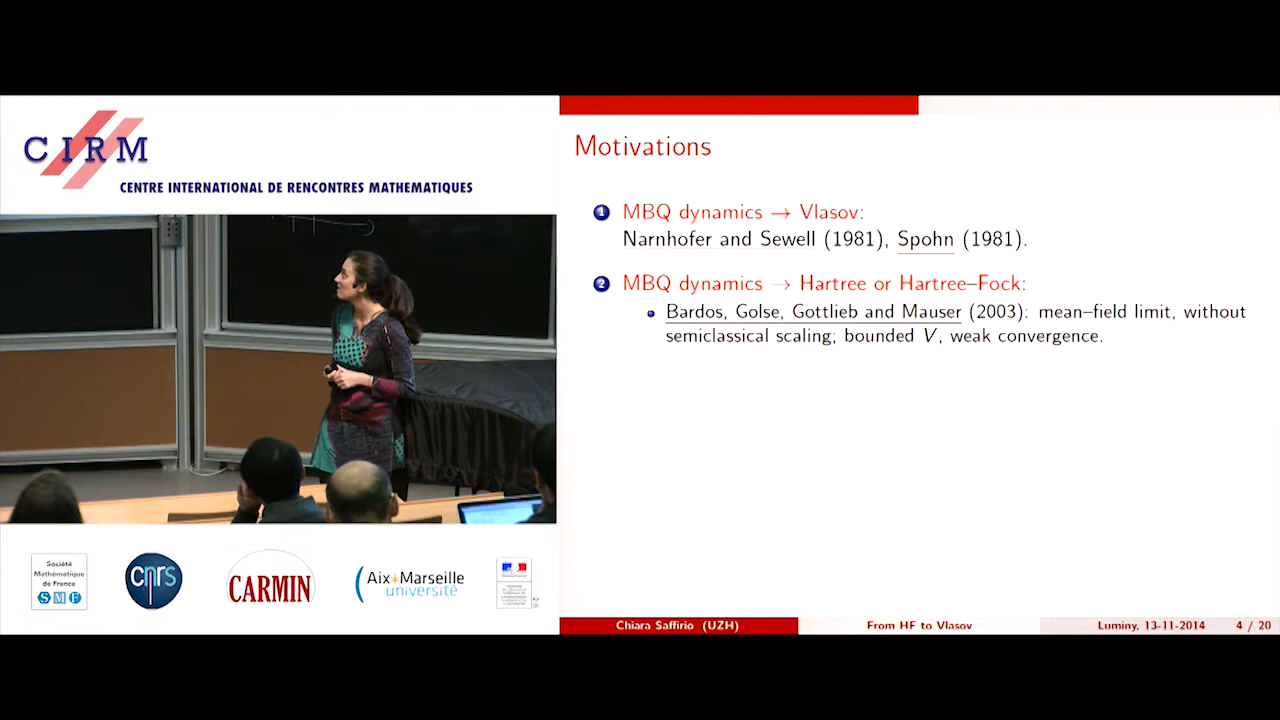 CIRM
CENTRE INTERNATIONAL DE RENCONTRES MATHEMATIQUES
Motivations
1 MBQ dynamics → Vlasov:
Narnhofer and Sewell (1981), Spohn (1981).
2 MBQ dynamics → Hartree or Hartree–Fock:
• Bardos, Golse, Gottlieb and Mauser (2003): mean–field limit, without
semiclassical scaling; bounded V, weak convergence.
Société
Mathématique
de France
SMF
cnrs
CARMIN
Aix*Marseille
université
Chiara Saffirio (UZH)
From HF to Vlasov
Luminy, 13-11-2014
4 / 20